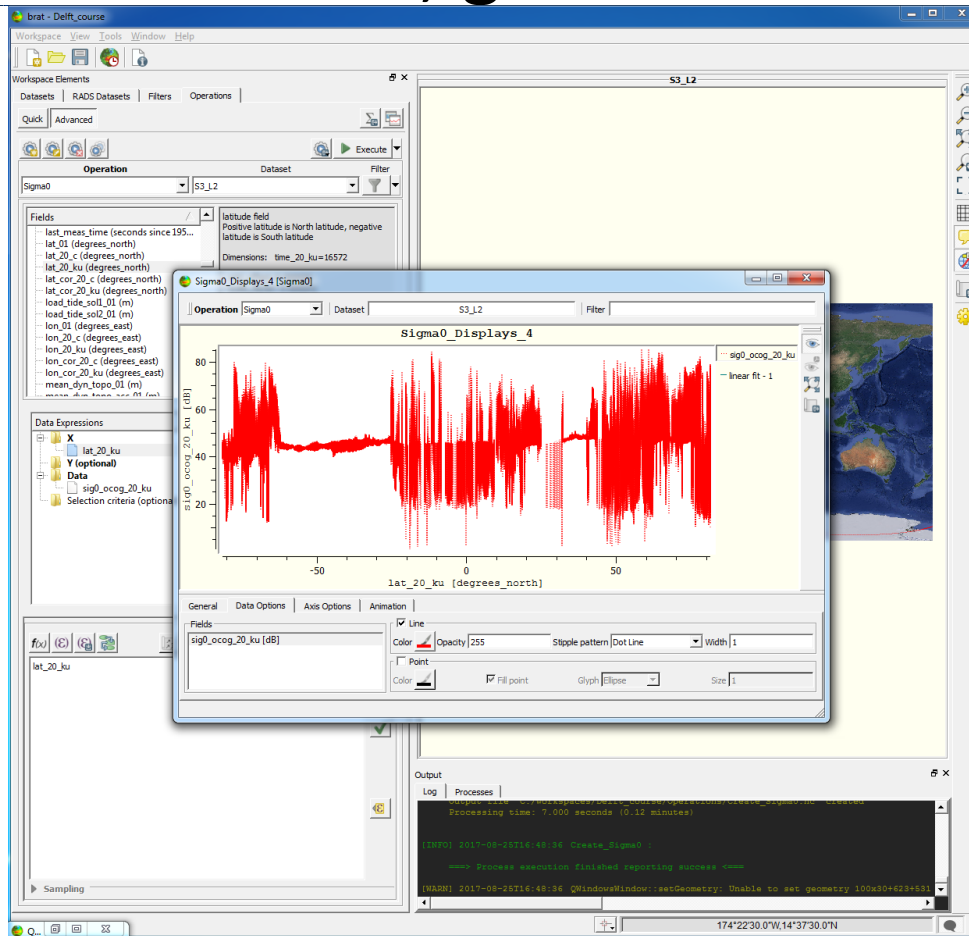 brat - Delft_course
Workspace View Tools Window Help
Workspace Elements
S3_L2
Datasets RADS Datasets Filters Operations
Quick Advanced
Execute
Operation Dataset Filter
Sigma0 S3_L2
Fields
last_meas_time (seconds since 195...
lat_01 (degrees_north)
lat_20_c (degrees_north)
lat_20_ku (degrees_north)
lat_cor_20_c (degrees_north)
lat_cor_20_ku (degrees_north)
load_tide_sol1_01 (m)
load_tide_sol2_01 (m)
lon_01 (degrees_east)
lon_20_c (degrees_east)
lon_20_ku (degrees_east)
lon_cor_20_c (degrees_east)
lon_cor_20_ku (degrees_east)
mean_dyn_topo_01 (m)
latitude field
Positive latitude is North latitude, negative
latitude is South latitude
Dimensions: time_20_ku=16572
Data Expressions
X
lat_20_ku
Y (optional)
Data
sig0_ocog_20_ku
Selection criteria (optiona
f(x) (Ɛ)
lat_20_ku
Sampling
Sigma0_Displays_4 [Sigma0]
Operation Sigma0 Dataset S3_L2 Filter
Sigma0_Displays_4
sig0_ocog_20_ku
linear fit - 1
sig0_ocog_20_ku [dB]
80
60
40
20
-50 0 50
lat_20_ku [degrees_north]
General Data Options Axis Options Animation
Fields
sig0_ocog_20_ku [dB]
Line
Color Opacity 255 Stipple pattern Dot Line Width 1
Point
Color Fill point Glyph Ellipse Size 1
Output
Log Processes
Processing time: 7.000 seconds (0.12 minutes)
[INFO] 2017-08-25T16:48:36 Create_Sigma0 :
===> Process execution finished reporting success <===
[WARN] 2017-08-25T16:48:36 QWindowsWindow::setGeometry: Unable to set geometry 100x30+623+531
Q...
174°22'30.0"W,14°37'30.0"N